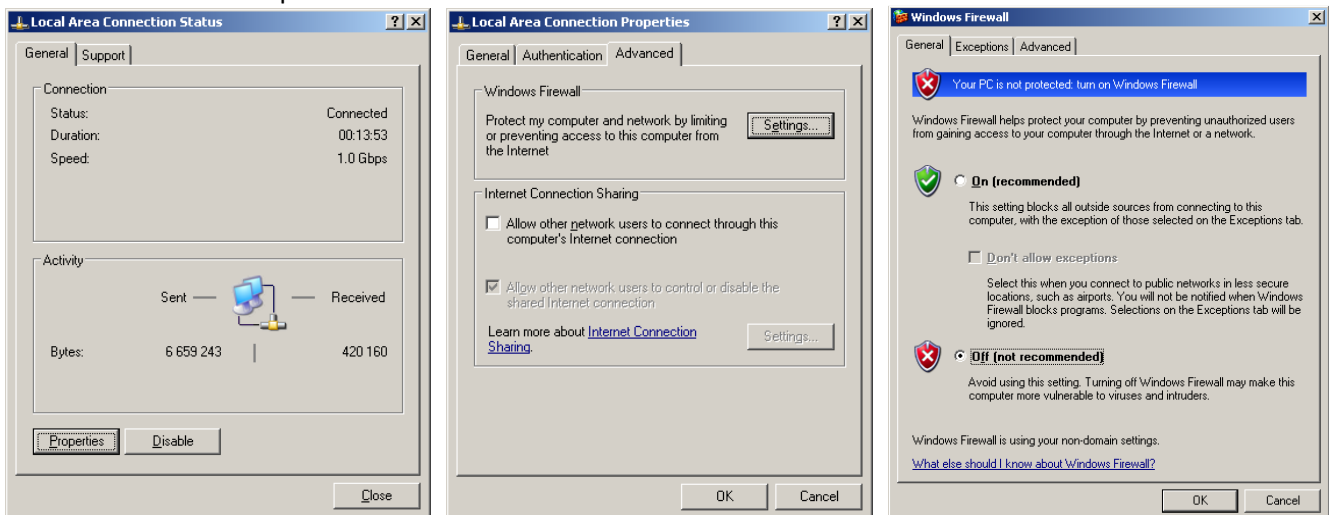 Local Area Connection Status
General Support
Connection
Status: Connected
Duration: 00:13:53
Speed: 1.0 Gbps
Activity
Sent — — Received
Bytes: 6 659 243 | 420 160
Properties Disable
Close
Local Area Connection Properties
General Authentication Advanced
Windows Firewall
Protect my computer and network by limiting
or preventing access to this computer from
the Internet
Settings...
Internet Connection Sharing
Allow other network users to connect through this
computer's Internet connection
Allow other network users to control or disable the
shared Internet connection
Learn more about Internet Connection
Sharing.
Settings...
OK Cancel
Windows Firewall
General Exceptions Advanced
Your PC is not protected: turn on Windows Firewall
Windows Firewall helps protect your computer by preventing unauthorized users
from gaining access to your computer through the Internet or a network.
On (recommended)
This setting blocks all outside sources from connecting to this
computer, with the exception of those selected on the Exceptions tab.
Don't allow exceptions
Select this when you connect to public networks in less secure
locations, such as airports. You will not be notified when Windows
Firewall blocks programs. Selections on the Exceptions tab will be
ignored.
Off (not recommended)
Avoid using this setting. Turning off Windows Firewall may make this
computer more vulnerable to viruses and intruders.
Windows Firewall is using your non-domain settings.
What else should I know about Windows Firewall?
OK Cancel